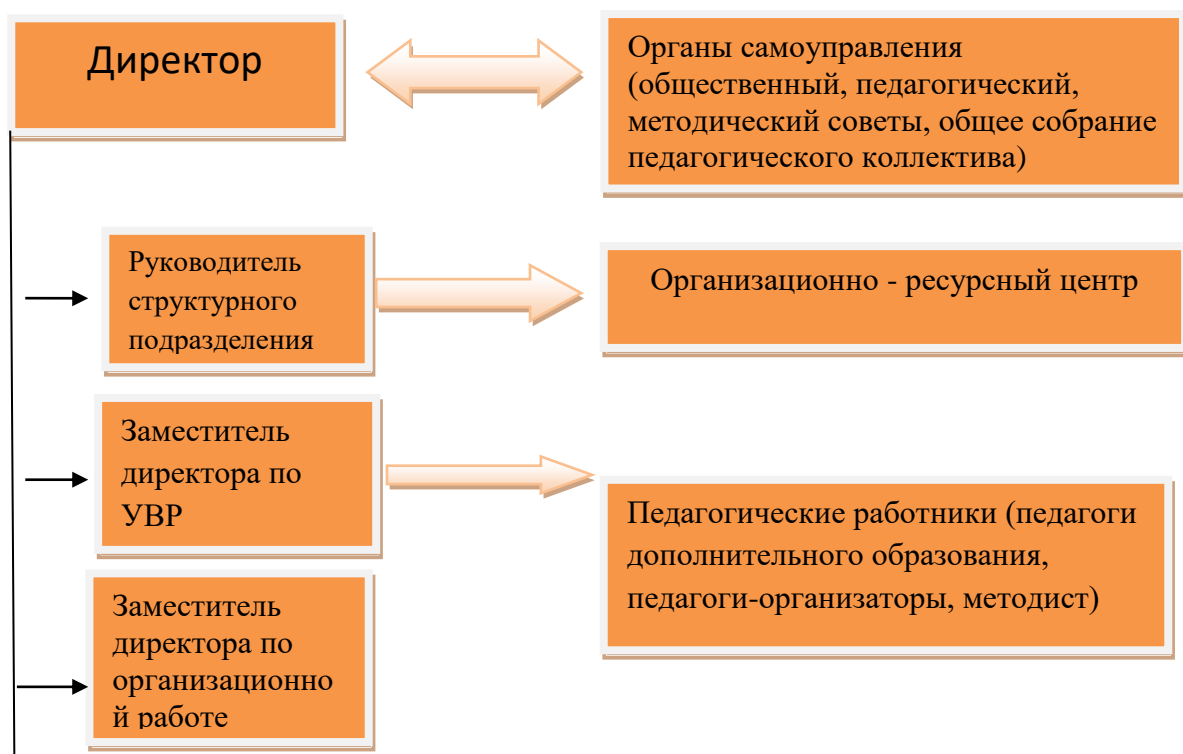 Директор
Органы самоуправления
(общественный, педагогический,
методический советы, общее собрание
педагогического коллектива)
Руководитель
структурного
подразделения
Организационно - ресурсный центр
Заместитель
директора по
УВР
Педагогические работники (педагоги
дополнительного образования,
педагоги-организаторы, методист)
Заместитель
директора по
организационно
й работе